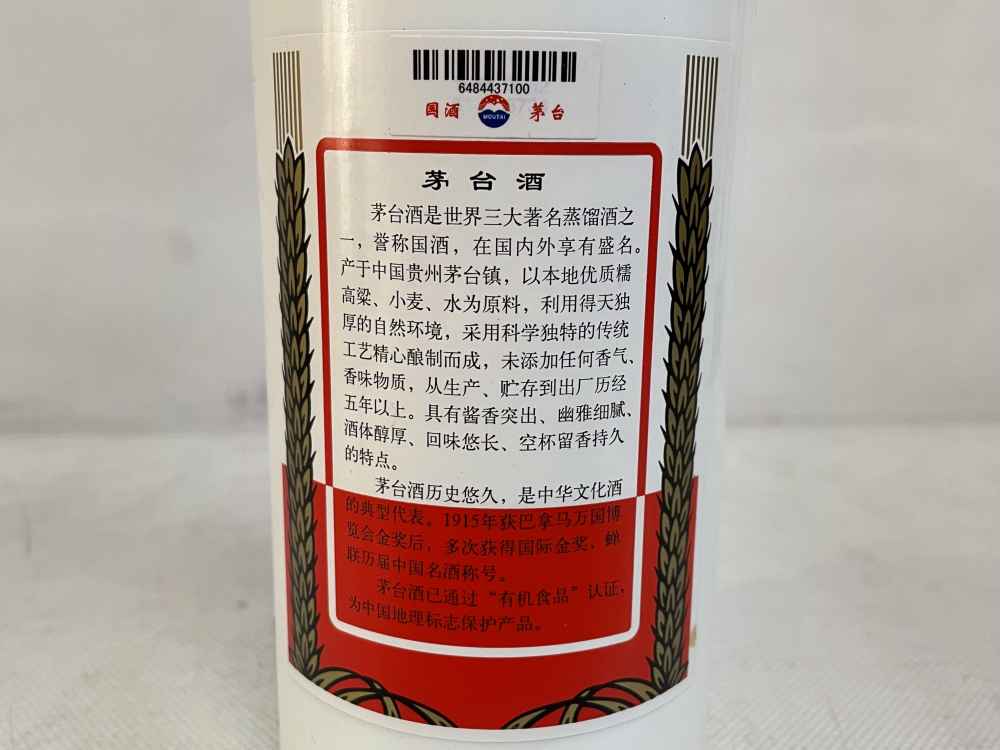 6484437100
国酒 MOUTAI 茅台
茅台酒
茅台酒是世界三大著名蒸馏酒之
一，誉称国酒，在国内外享有盛名。
产于中国贵州茅台镇，以本地优质糯
高粱、小麦、水为原料，利用得天独
厚的自然环境，采用科学独特的传统
工艺精心酿制而成，未添加任何香气、
香味物质，从生产、贮存到出厂历经
五年以上。具有酱香突出、幽雅细腻、
酒体醇厚、回味悠长、空杯留香持久
的特点。
茅台酒历史悠久，是中华文化酒
的典型代表。1915年获巴拿马万国博
览会金奖后，多次获得国际金奖，蝉
联历届中国名酒称号。
茅台酒已通过“有机食品”认证，
为中国地理标志保护产品。